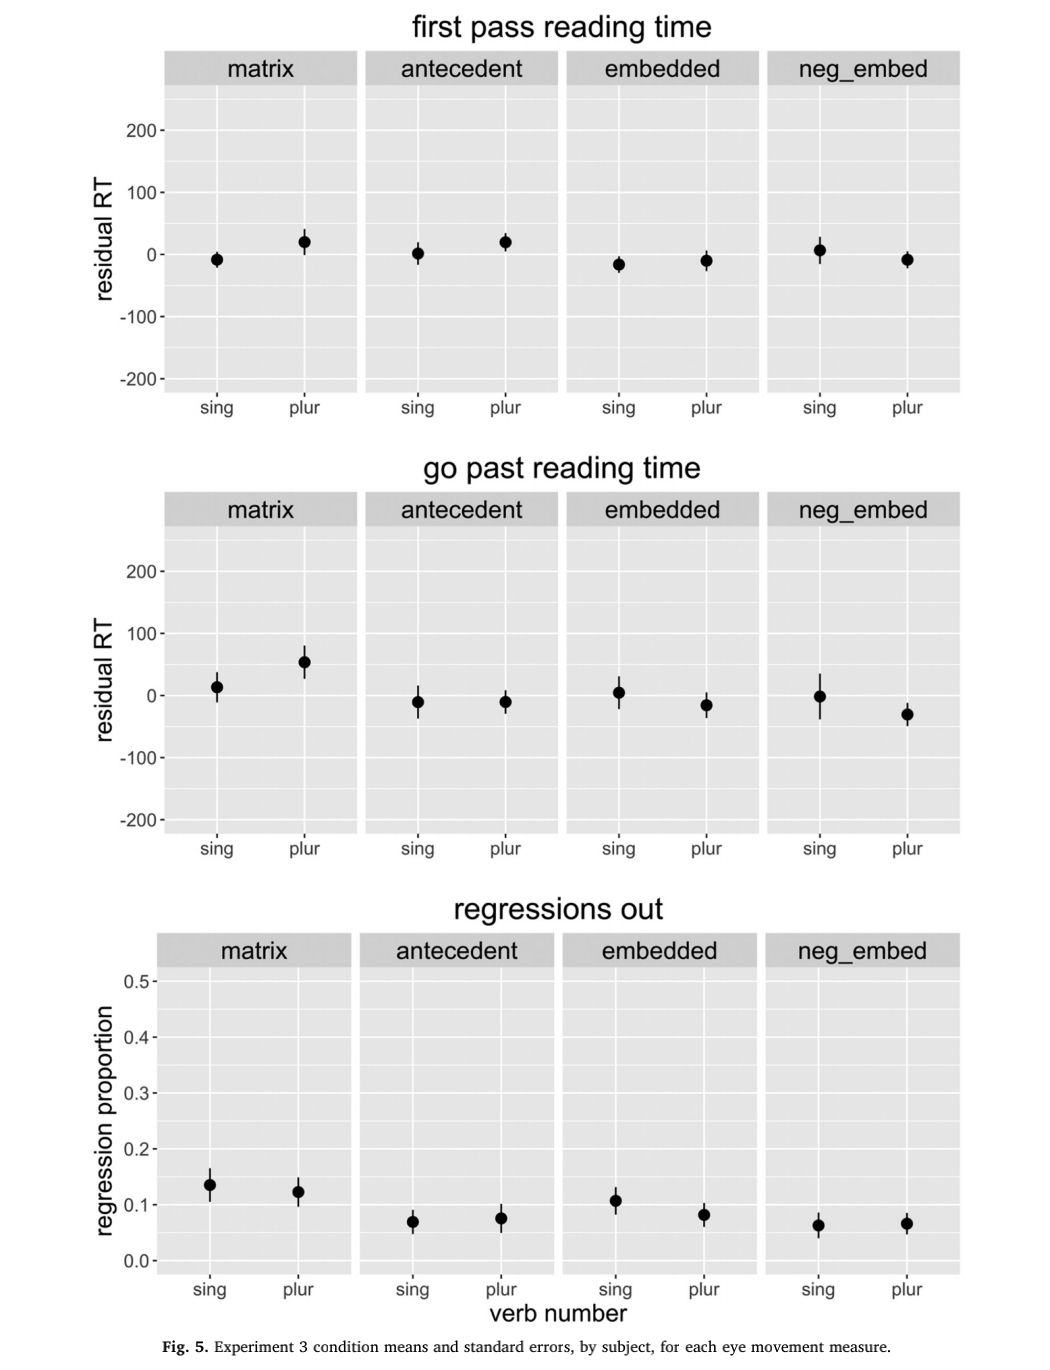 first pass reading time
matrix antecedent embedded neg_embed
200
100
0
-100
-200
residual RT
sing plur sing plur sing plur sing plur
go past reading time
matrix antecedent embedded neg_embed
200
100
0
-100
-200
residual RT
sing plur sing plur sing plur sing plur
regressions out
matrix antecedent embedded neg_embed
0.5
0.4
0.3
0.2
0.1
0.0
regression proportion
sing plur sing plur sing plur sing plur
verb number
Fig. 5. Experiment 3 condition means and standard errors, by subject, for each eye movement measure.